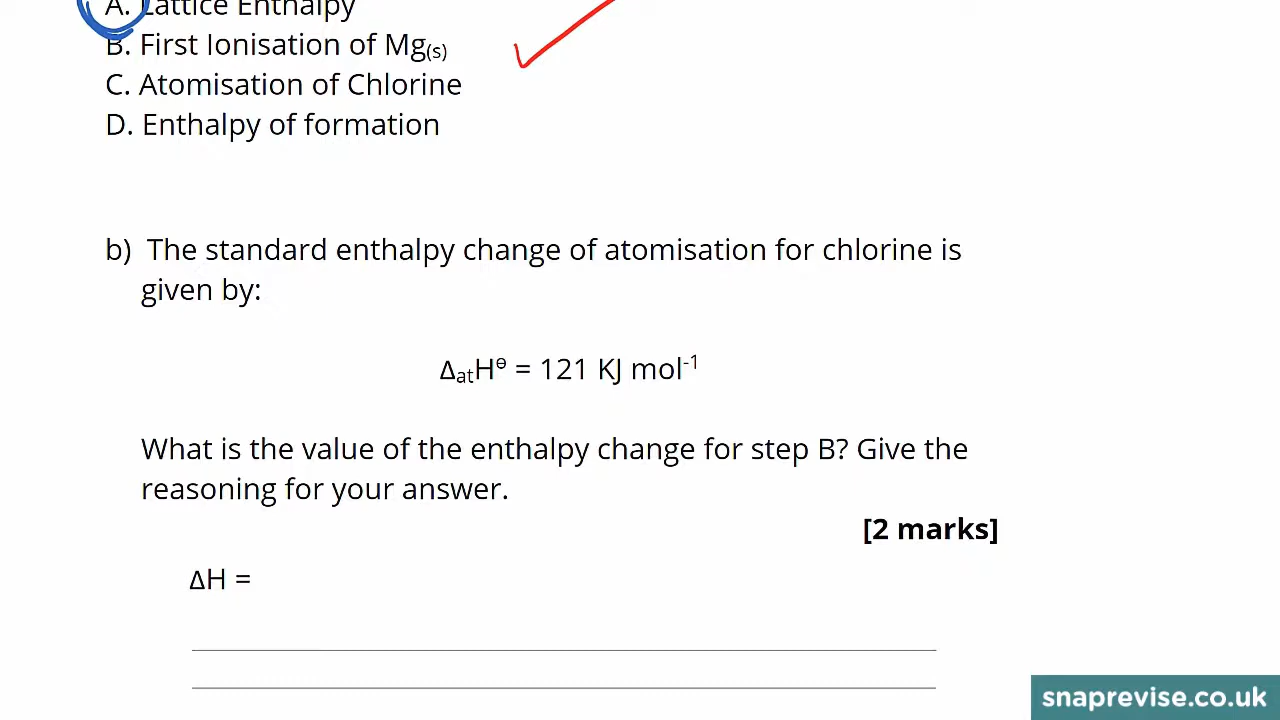 A. Lattice Enthalpy
B. First Ionisation of Mg(s)
C. Atomisation of Chlorine
D. Enthalpy of formation
b) The standard enthalpy change of atomisation for chlorine is
given by:
ΔatHᶱ = 121 KJ mol⁻¹
What is the value of the enthalpy change for step B? Give the
reasoning for your answer.
[2 marks]
ΔH =
snaprevise.co.uk